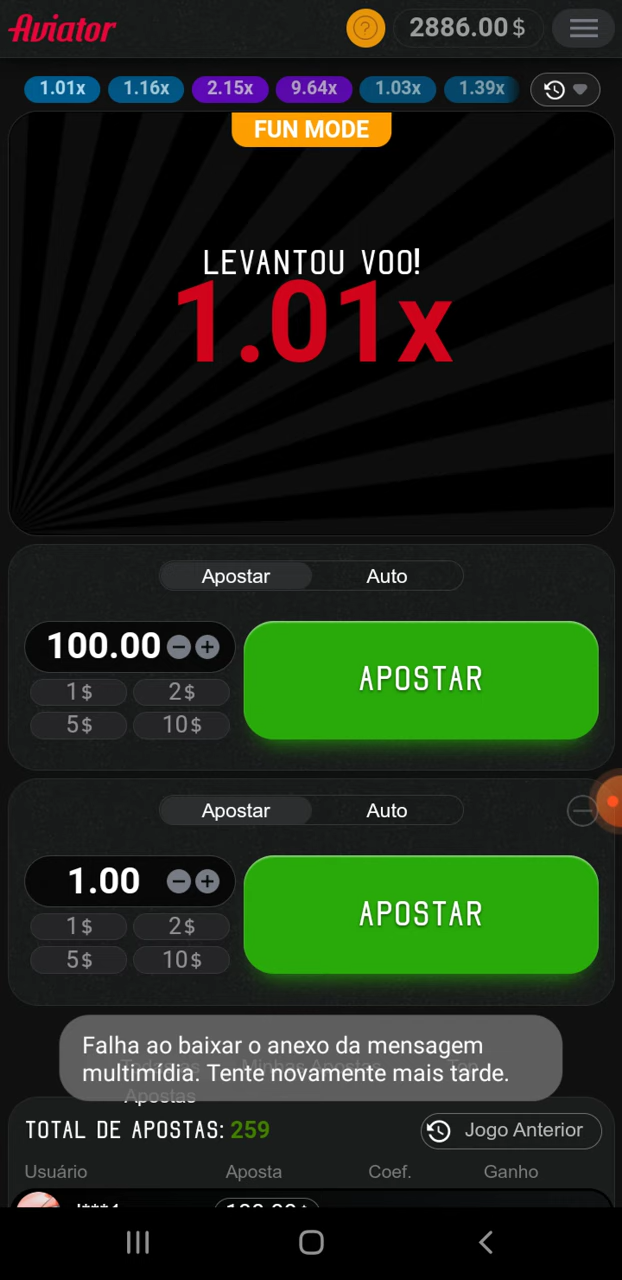 Aviator
? 2886.00 $
1.01x 1.16x 2.15x 9.64x 1.03x 1.39x
FUN MODE
LEVANTOU VOO!
1.01x
Apostar Auto
100.00
1$ 2$
5$ 10$
APOSTAR
Apostar Auto
1.00
1$ 2$
5$ 10$
APOSTAR
Falha ao baixar o anexo da mensagem
multimídia. Tente novamente mais tarde.
Apostas
TOTAL DE APOSTAS: 259
Jogo Anterior
Usuário Aposta Coef. Ganho